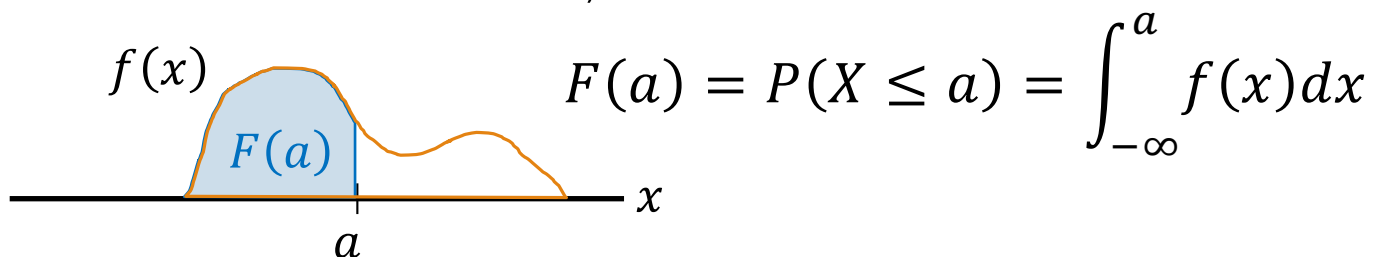 f(x)
F(a) = P(X ≤ a) = ∫_{-∞}^{a} f(x)dx
F(a)
x
a